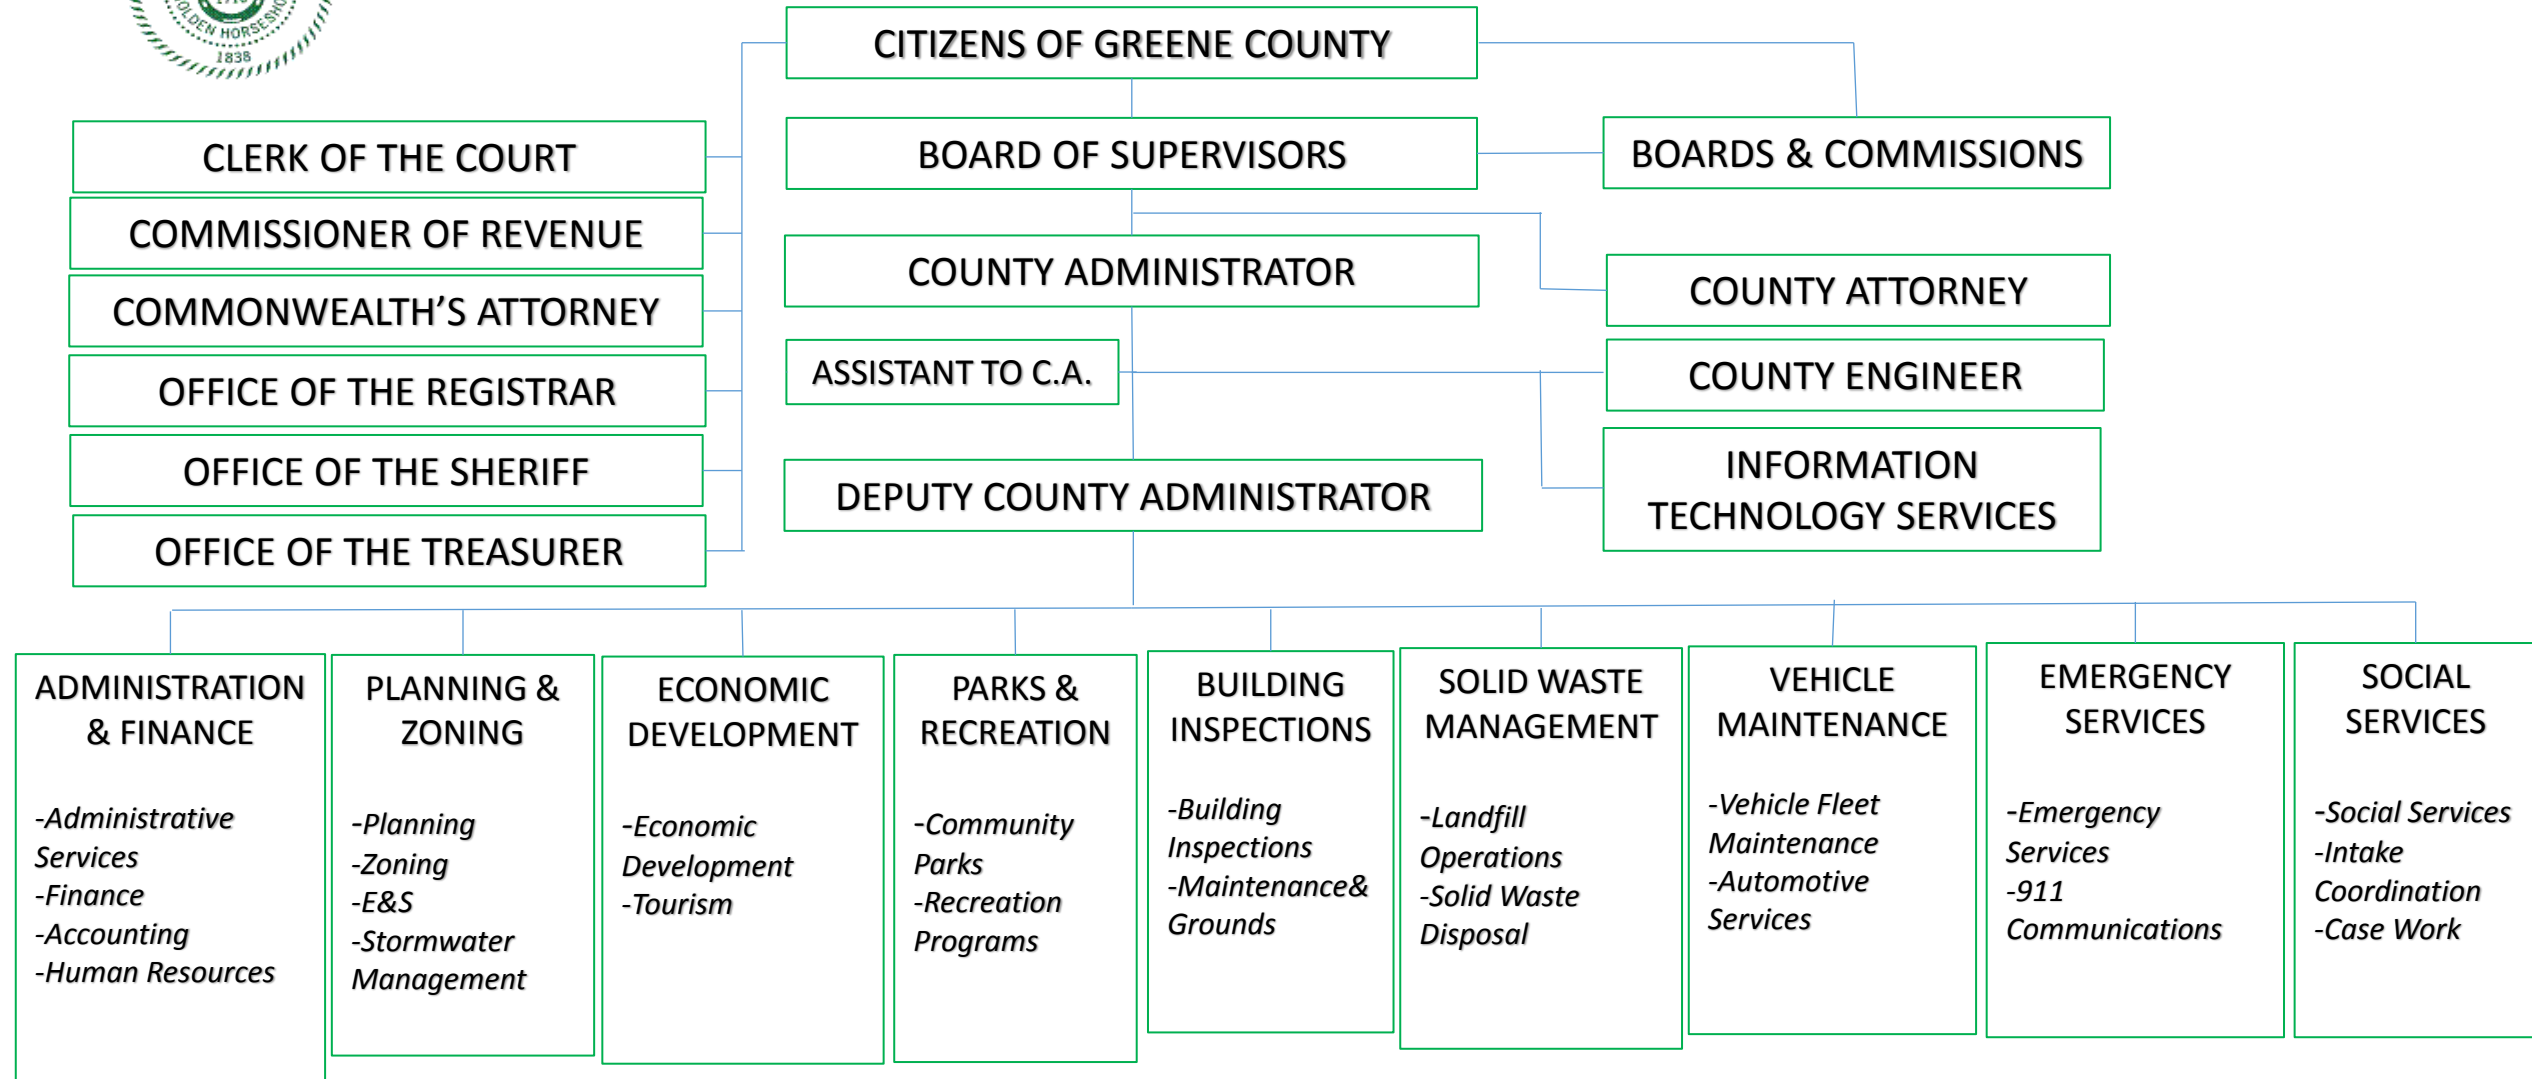 GOLDEN HORSESHOE
1838
CITIZENS OF GREENE COUNTY
CLERK OF THE COURT
COMMISSIONER OF REVENUE
COMMONWEALTH’S ATTORNEY
OFFICE OF THE REGISTRAR
OFFICE OF THE SHERIFF
OFFICE OF THE TREASURER
BOARD OF SUPERVISORS
BOARDS & COMMISSIONS
COUNTY ADMINISTRATOR
COUNTY ATTORNEY
ASSISTANT TO C.A.
COUNTY ENGINEER
INFORMATION
TECHNOLOGY SERVICES
DEPUTY COUNTY ADMINISTRATOR
ADMINISTRATION
& FINANCE
-Administrative
Services
-Finance
-Accounting
-Human Resources
PLANNING &
ZONING
-Planning
-Zoning
-E&S
-Stormwater
Management
ECONOMIC
DEVELOPMENT
-Economic
Development
-Tourism
PARKS &
RECREATION
-Community
Parks
-Recreation
Programs
BUILDING
INSPECTIONS
-Building
Inspections
-Maintenance&
Grounds
SOLID WASTE
MANAGEMENT
-Landfill
Operations
-Solid Waste
Disposal
VEHICLE
MAINTENANCE
-Vehicle Fleet
Maintenance
-Automotive
Services
EMERGENCY
SERVICES
-Emergency
Services
-911
Communications
SOCIAL
SERVICES
-Social Services
-Intake
Coordination
-Case Work